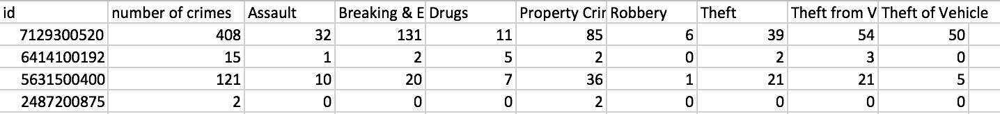 id number of crimes Assault Breaking & E Drugs Property Crir Robbery Theft Theft from V Theft of Vehicle
7129300520 408 32 131 11 85 6 39 54 50
6414100192 15 1 2 5 2 0 2 3 0
5631500400 121 10 20 7 36 1 21 21 5
2487200875 2 0 0 0 2 0 0 0 0